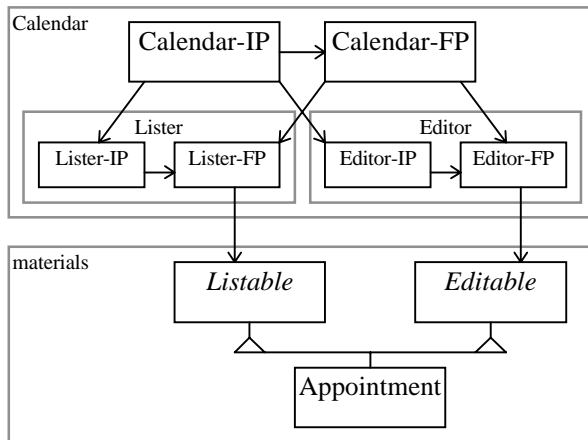 Calendar
Calendar-IP
Calendar-FP
Lister
Editor
Lister-IP
Lister-FP
Editor-IP
Editor-FP
materials
Listable
Editable
Appointment